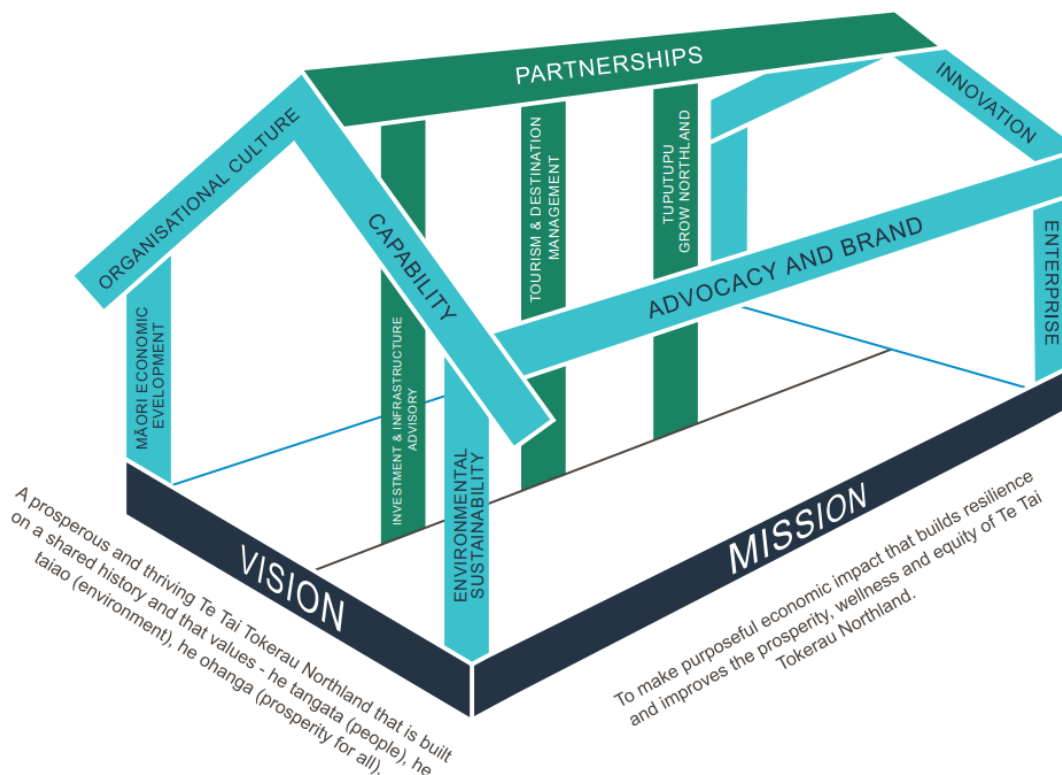 PARTNERSHIPS
INNOVATION
ORGANISATIONAL CULTURE
CAPABILITY
TOURISM & DESTINATION
MANAGEMENT
TUPUTUPU
GROW NORTHLAND
ADVOCACY AND BRAND
ENTERPRISE
MĀORI ECONOMIC
EVELOPMENT
INVESTMENT & INFRASTRUCTURE
ADVISORY
ENVIRONMENTAL
SUSTAINABILITY
VISION
MISSION
A prosperous and thriving Te Tai Tokerau Northland that is built
on a shared history and that values - he tangata (people), he
taiao (environment), he ohanga (prosperity for all).
To make purposeful economic impact that builds resilience
and improves the prosperity, wellness and equity of Te Tai
Tokerau Northland.